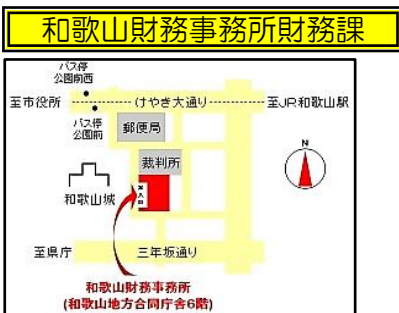 和歌山財務事務所財務課
バス停
公園前西
至市役所
けやき大通り
至JR和歌山駅
バス停
公園前
郵便局
N
裁判所
和歌山城
入口
至県庁
三年坂通り
和歌山財務事務所
(和歌山地方合同庁舎6階)